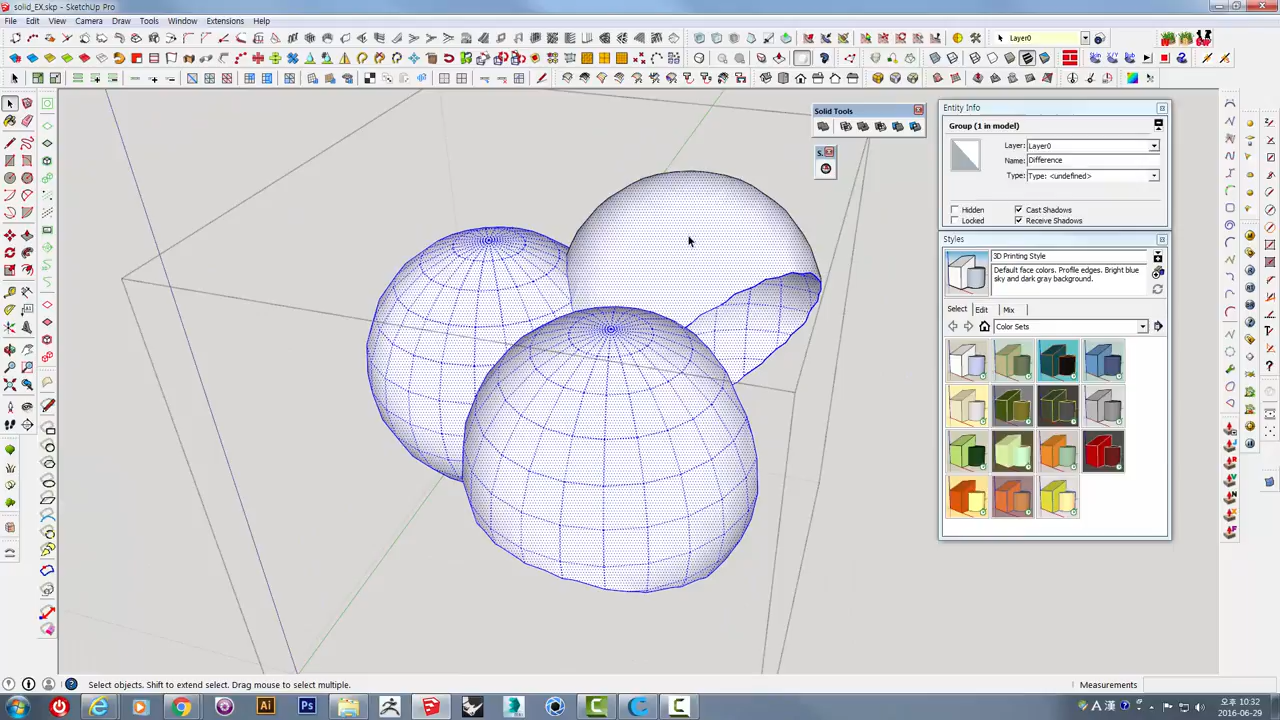 solid_EX.skp - SketchUp Pro
File Edit View Camera Draw Tools Window Extensions Help
Layer0
Solid Tools
S..
Entity Info
Group (1 in model)
Layer: Layer0
Name: Difference
Type: Type: <undefined>
Hidden Cast Shadows
Locked Receive Shadows
Styles
3D Printing Style
Default face colors. Profile edges. Bright blue
sky and dark gray background.
Select Edit Mix
Color Sets
Select objects. Shift to extend select. Drag mouse to select multiple.
Measurements
Ai Ps
A 漢
오후 10:32
2016-06-29